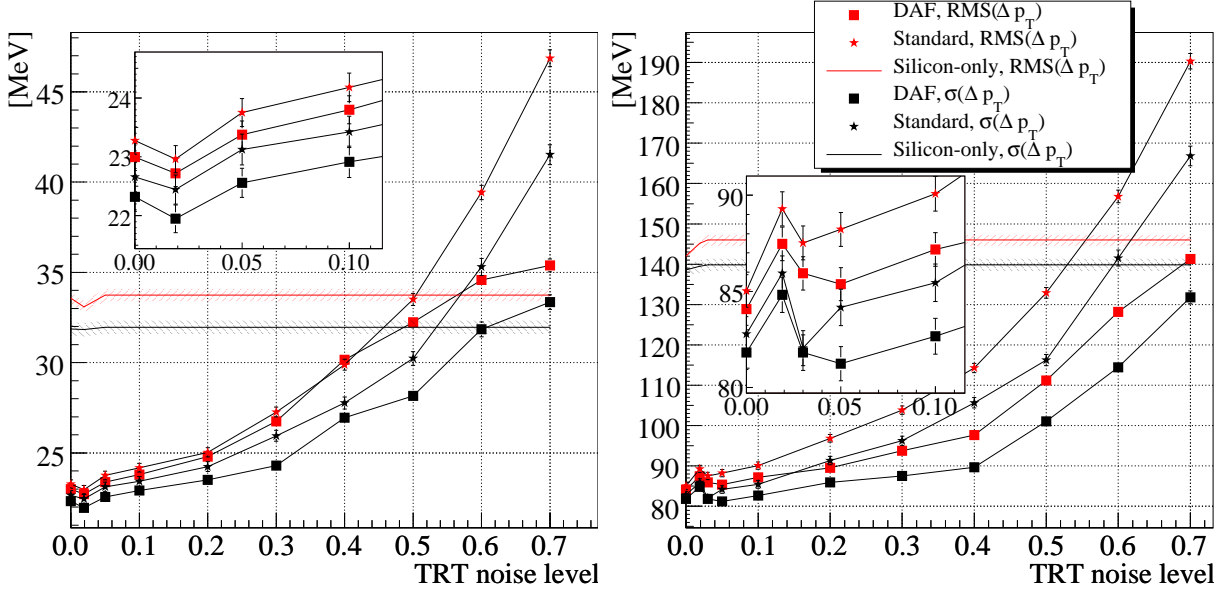 [MeV]
45
40
35
30
25
24
23
22
0.00 0.05 0.10
0.0 0.1 0.2 0.3 0.4 0.5 0.6 0.7
TRT noise level
[MeV]
DAF, RMS(Δ p_T)
Standard, RMS(Δ p_T)
Silicon-only, RMS(Δ p_T)
DAF, σ(Δ p_T)
Standard, σ(Δ p_T)
Silicon-only, σ(Δ p_T)
190
180
170
160
150
140
130
120
110
100
90
80
90
85
80
0.00 0.05 0.10
0.0 0.1 0.2 0.3 0.4 0.5 0.6 0.7
TRT noise level